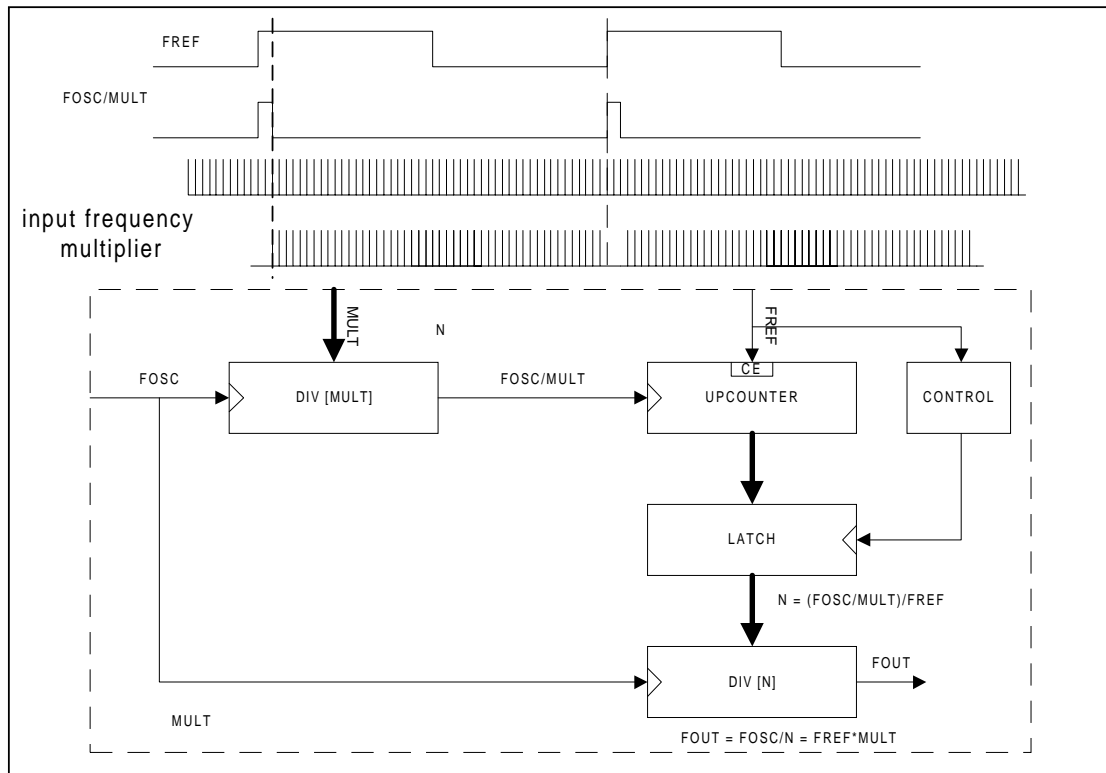 FREF
FOSC/MULT
input frequency
multiplier
MULT
N
FREF
FOSC
DIV [MULT]
FOSC/MULT
CE
UPCOUNTER
CONTROL
LATCH
N = (FOSC/MULT)/FREF
DIV [N]
FOUT
MULT
FOUT = FOSC/N = FREF*MULT